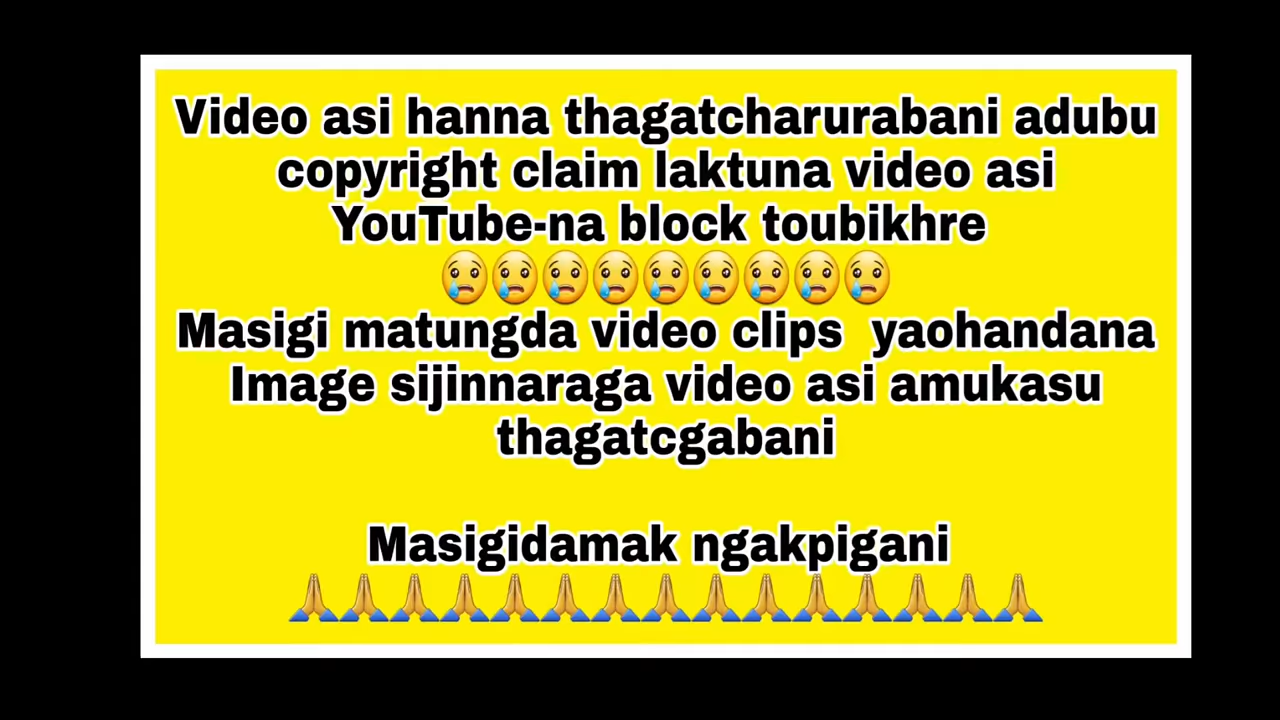 Video asi hanna thagatcharurabani adubu
copyright claim laktuna video asi
YouTube-na block toubikhre
😢😢😢😢😢😢😢😢😢
Masigi matungda video clips  yaohandana
Image sijinnaraga video asi amukasu
thagatcgabani
Masigidamak ngakpigani
🙏🙏🙏🙏🙏🙏🙏🙏🙏🙏🙏🙏🙏🙏🙏